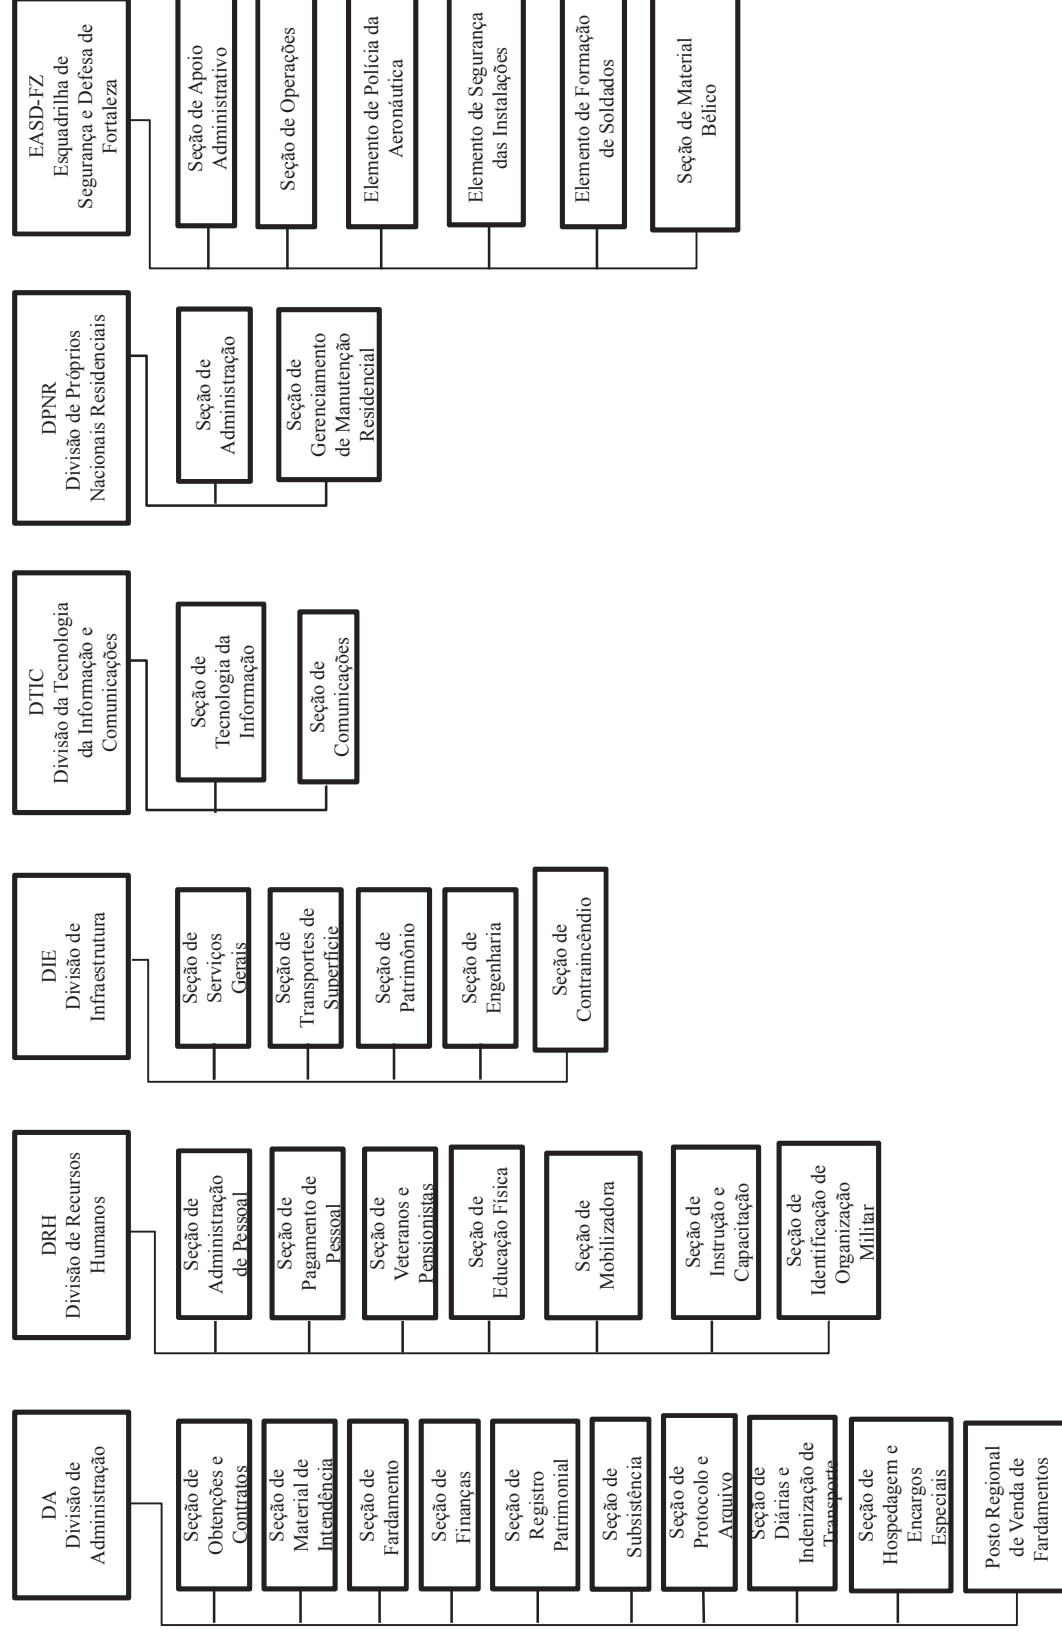 DA
Divisão de
Administração
Seção de
Obtenções e
Contratos
Seção de
Material de
Intendência
Seção de
Fardamento
Seção de
Finanças
Seção de
Registro
Patrimonial
Seção de
Subsistência
Seção de
Protocolo e
Arquivo
Seção de
Diárias e
Indenização de
Transporte
Seção de
Hospedagem e
Encargos
Especiais
Posto Regional
de Venda de
Fardamentos
DRH
Divisão de Recursos
Humanos
Seção de
Administração
de Pessoal
Seção de
Pagamento de
Pessoal
Seção de
Veteranos e
Pensionistas
Seção de
Educação Física
Seção de
Mobilizadora
Seção de
Instrução e
Capacitação
Seção de
Identificação de
Organização
Militar
DIE
Divisão de
Infraestrutura
Seção de
Serviços
Gerais
Seção de
Transportes de
Superfície
Seção de
Patrimônio
Seção de
Engenharia
Seção de
Contraincêndio
DTIC
Divisão da Tecnologia
da Informação e
Comunicações
Seção de
Tecnologia da
Informação
Seção de
Comunicações
DPNR
Divisão de Próprios
Nacionais Residenciais
Seção de
Administração
Seção de
Gerenciamento
de Manutenção
Residencial
EASD-FZ
Esquadrilha de
Segurança e Defesa de
Fortaleza
Seção de Apoio
Administrativo
Seção de Operações
Elemento de Polícia da
Aeronáutica
Elemento de Segurança
das Instalações
Elemento de Formação
de Soldados
Seção de Material
Bélico